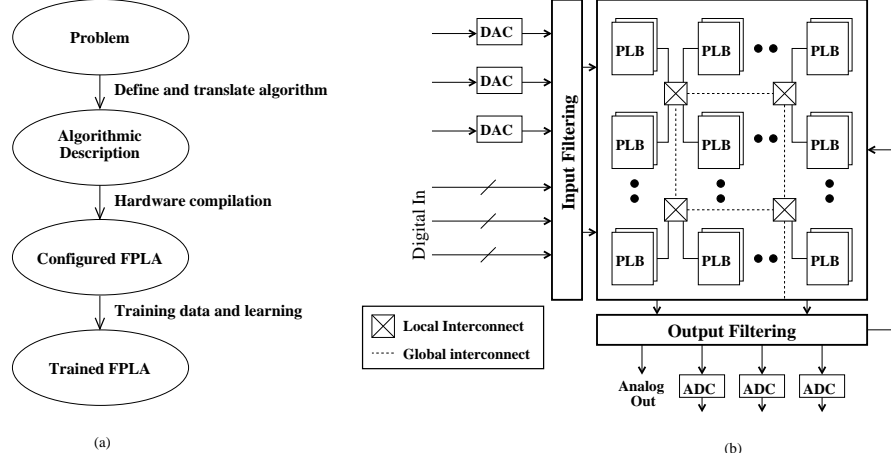 Problem
Define and translate algorithm
Algorithmic
Description
Hardware compilation
Configured FPLA
Training data and learning
Trained FPLA
(a)
DAC
DAC
DAC
Digital In
Input Filtering
PLB
PLB
PLB
PLB
PLB
PLB
PLB
PLB
PLB
Local Interconnect
Global interconnect
Output Filtering
Analog
Out
ADC
ADC
ADC
(b)